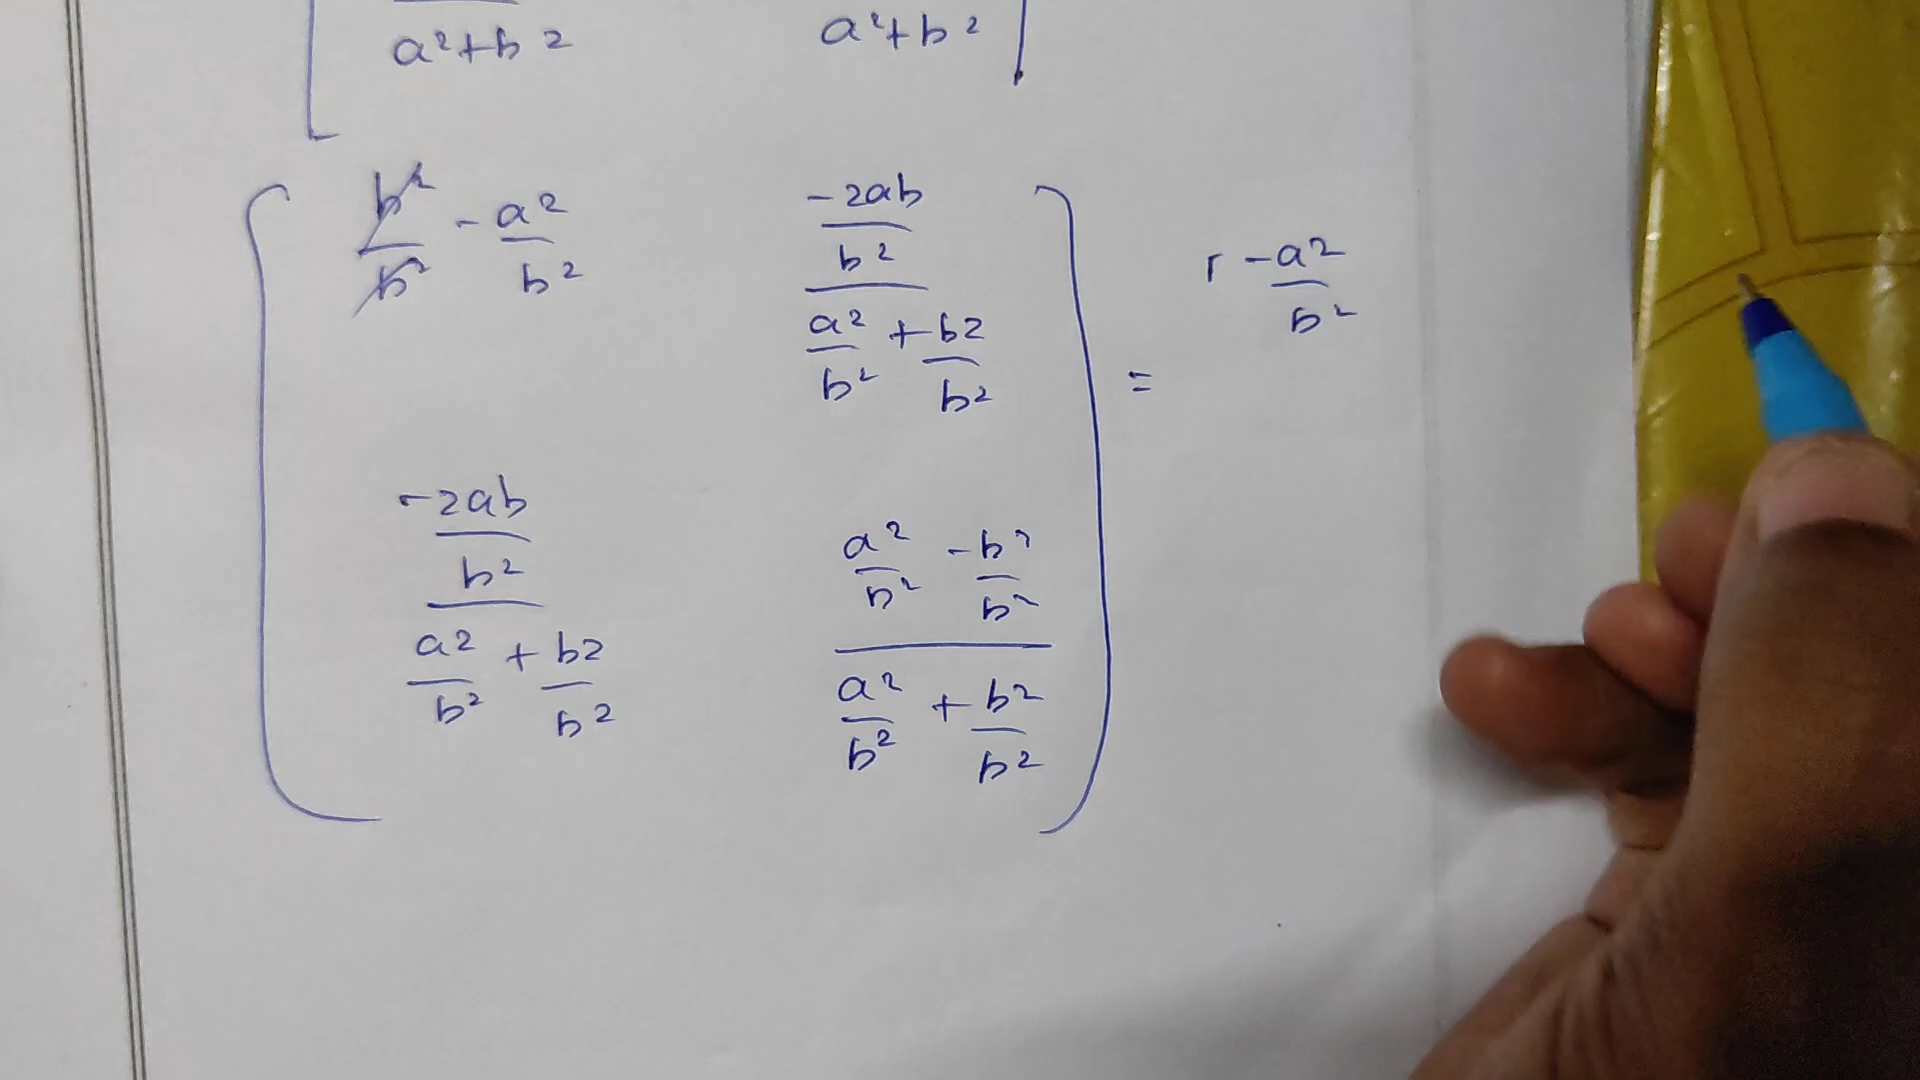 a²+b² a²+b²
b² - a² -2ab
b² b² b²
a² + b² 1 - a²
b² b² b²
=
-2ab a² - b²
b² b² b²
a² + b² a² + b²
b² b² b² b²